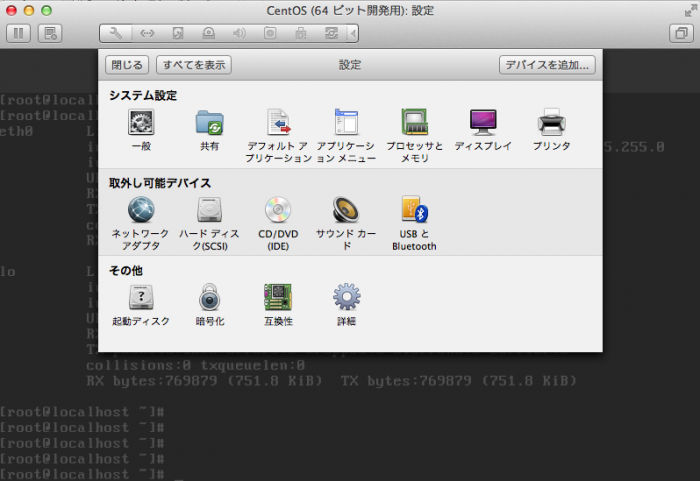 CentOS (64 ビット開発用): 設定
閉じる すべてを表示 設定 デバイスを追加...
[root@localh
システム設定
[root@localh
eth0 L
5.255.0
一般 共有 デフォルト ア
プリケーション アプリケーシ
ョン メニュー プロセッサと
メモリ ディスプレイ プリンタ
取外し可能デバイス
ネットワーク
アダプタ ハード ディス
ク(SCSI) CD/DVD
(IDE) サウンド カー
ド USB と
Bluetooth
その他
lo L
起動ディスク 暗号化 互換性 詳細
collisions:0 txqueuelen:0
RX bytes:769879 (751.8 KiB) TX bytes:769879 (751.8 KiB)
[root@localhost ~]#
[root@localhost ~]#
[root@localhost ~]#
[root@localhost ~]#
[root@localhost ~]# _